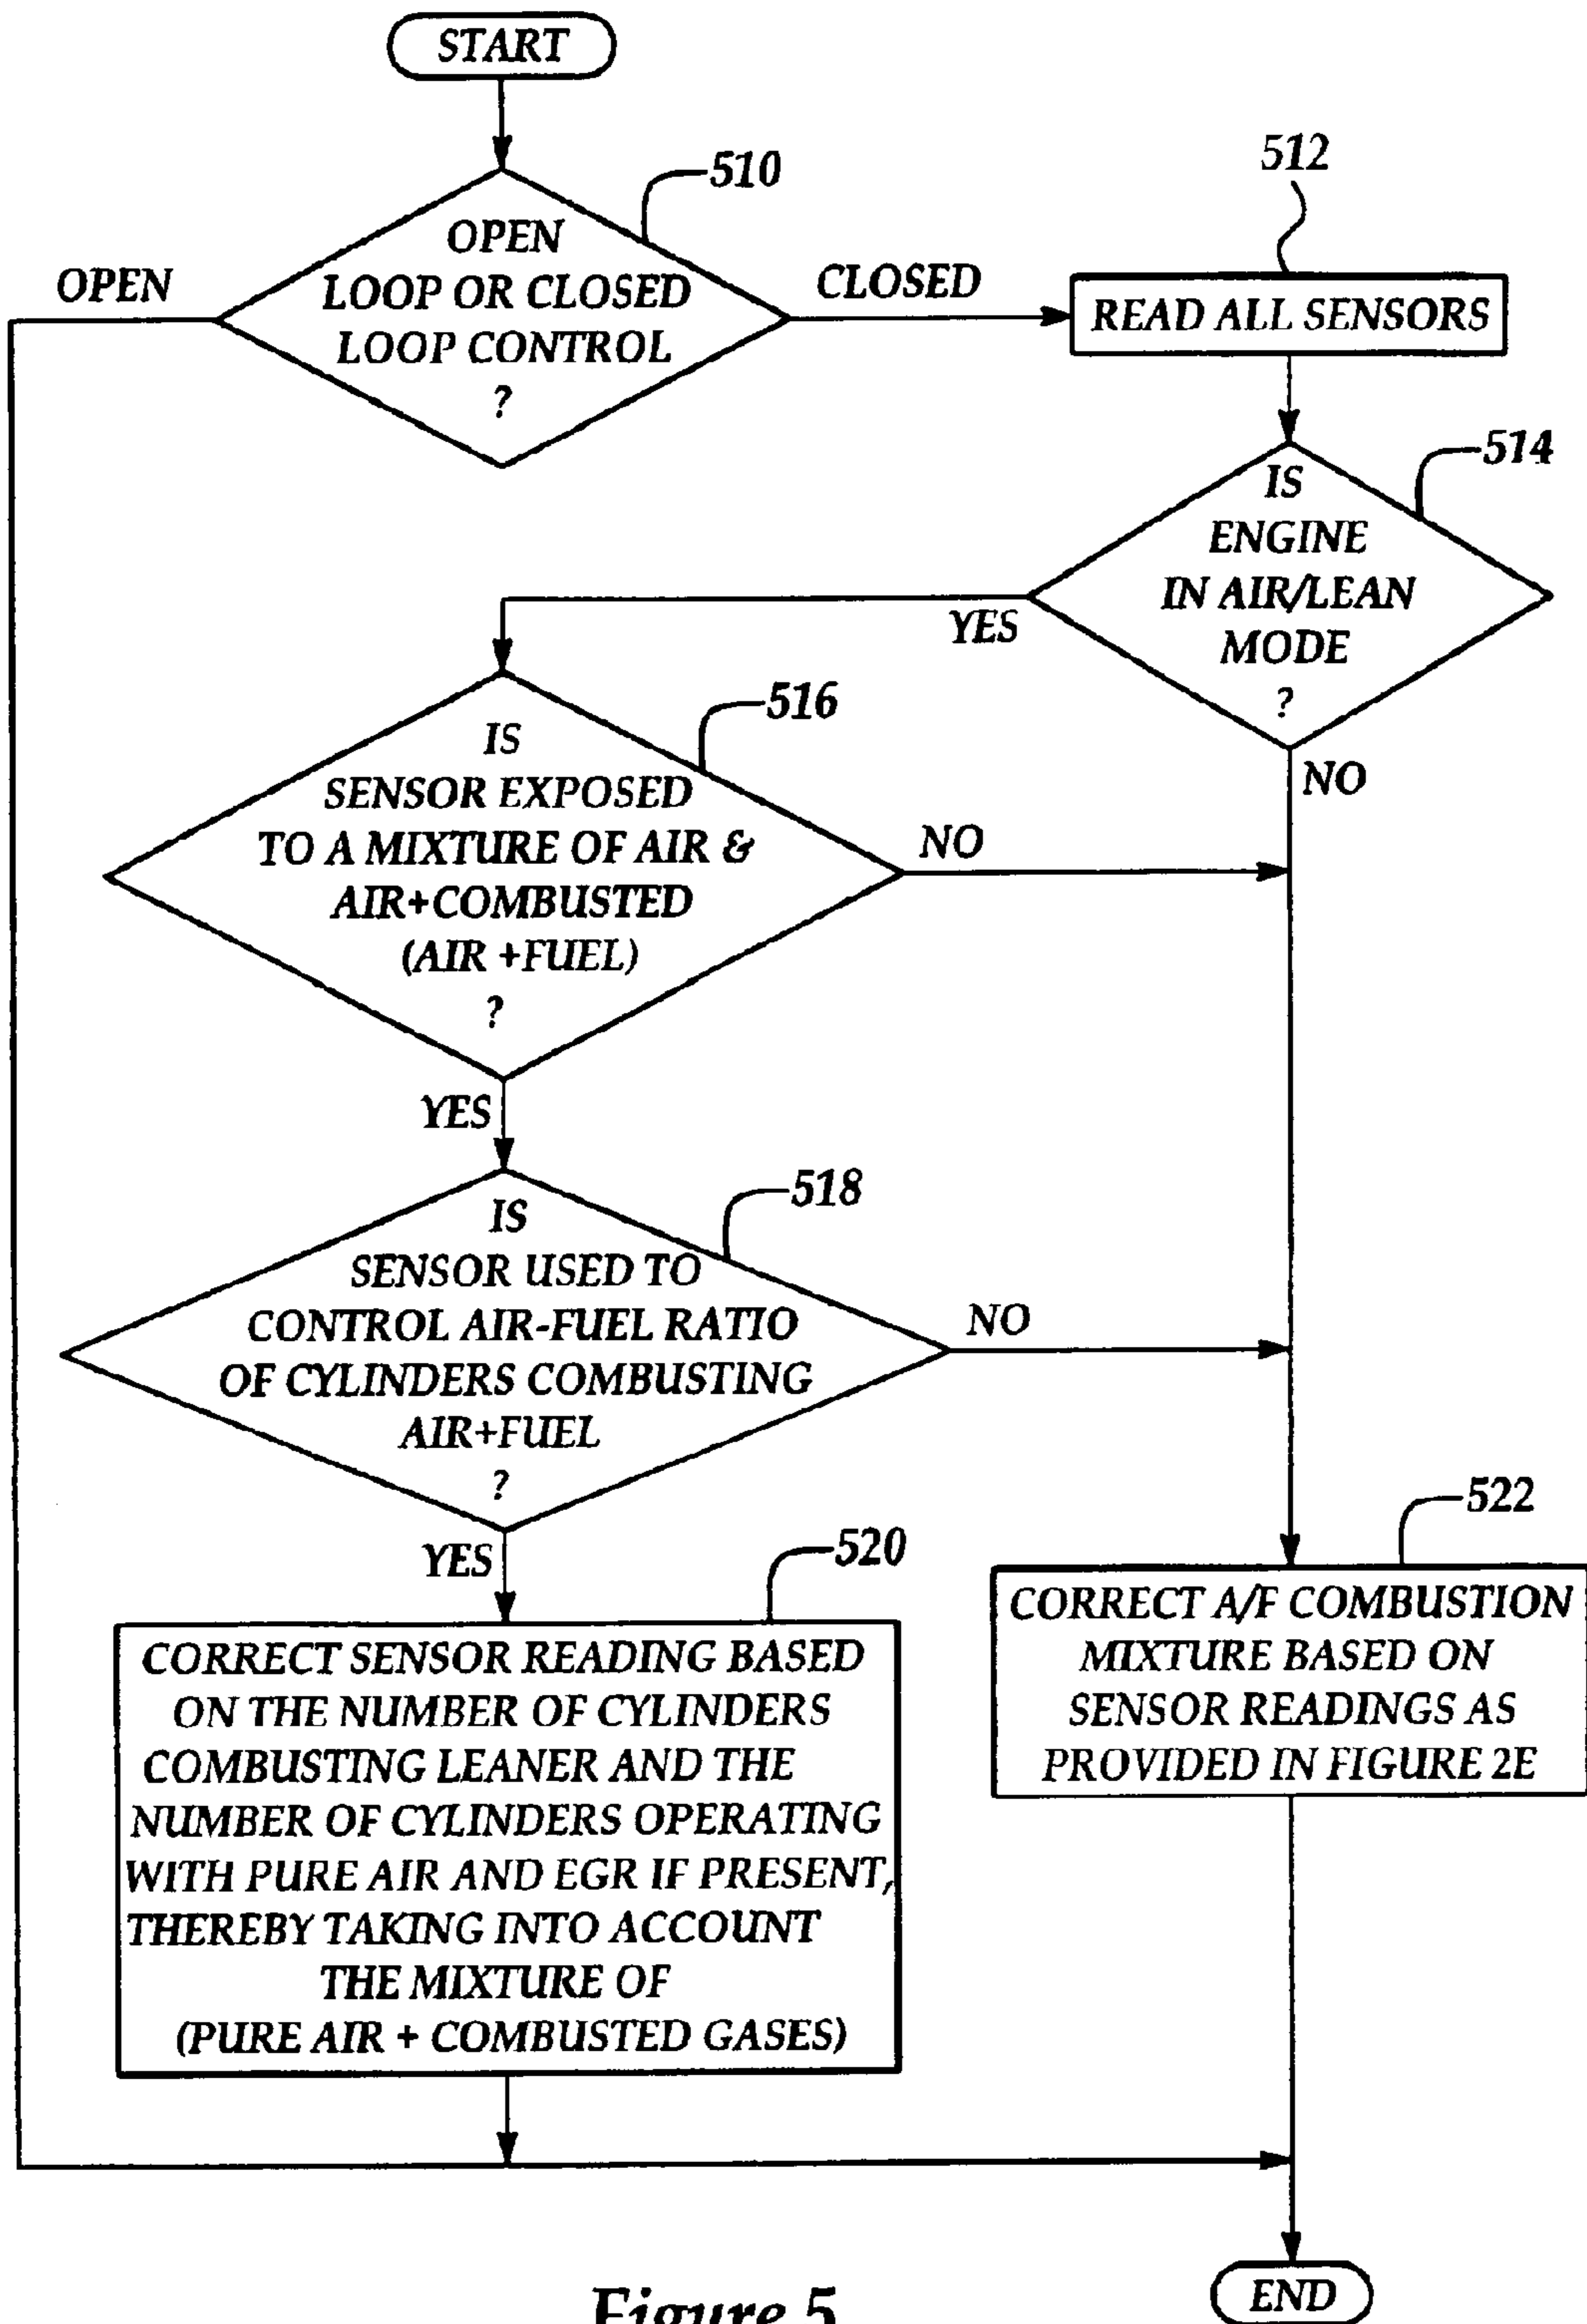 START
510
OPEN
LOOP OR CLOSED
LOOP CONTROL
?
OPEN
CLOSED
512
READ ALL SENSORS
514
IS
ENGINE
IN AIR/LEAN
MODE
?
YES
NO
516
IS
SENSOR EXPOSED
TO A MIXTURE OF AIR &
AIR+COMBUSTED
(AIR +FUEL)
?
NO
YES
518
IS
SENSOR USED TO
CONTROL AIR-FUEL RATIO
OF CYLINDERS COMBUSTING
AIR+FUEL
?
NO
YES
520
CORRECT SENSOR READING BASED
ON THE NUMBER OF CYLINDERS
COMBUSTING LEANER AND THE
NUMBER OF CYLINDERS OPERATING
WITH PURE AIR AND EGR IF PRESENT,
THEREBY TAKING INTO ACCOUNT
THE MIXTURE OF
(PURE AIR + COMBUSTED GASES)
522
CORRECT A/F COMBUSTION
MIXTURE BASED ON
SENSOR READINGS AS
PROVIDED IN FIGURE 2E
END
Figure 5